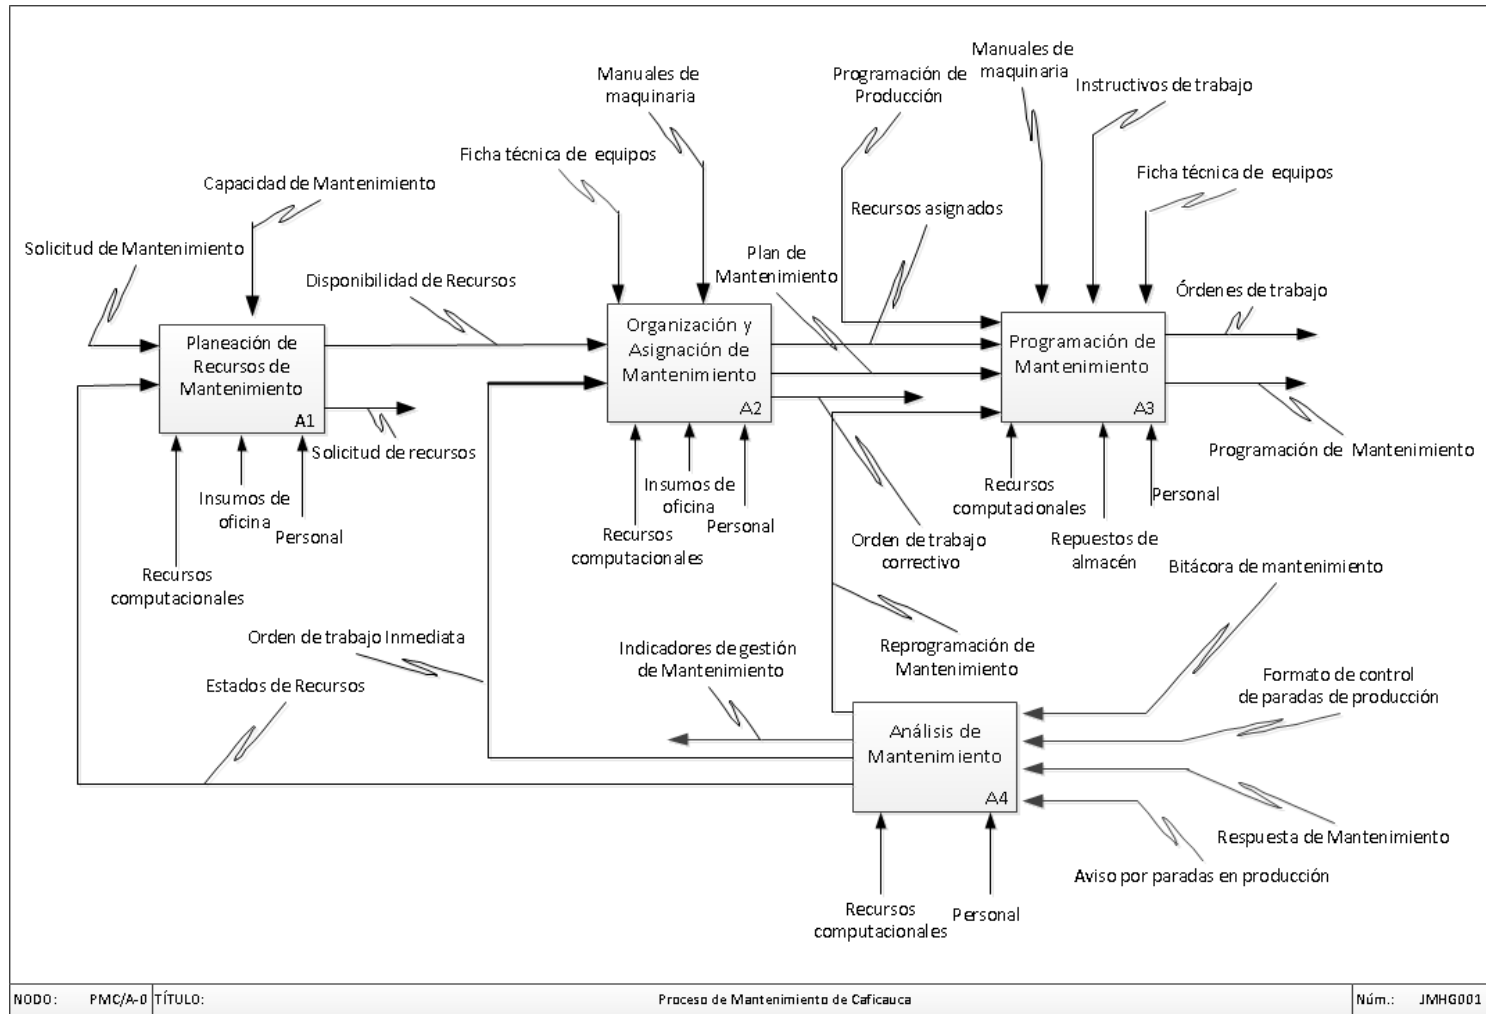 Manuales de
maquinaria
Programación de
Producción
Manuales de
maquinaria
Instructivos de trabajo
Ficha técnica de equipos
Ficha técnica de equipos
Capacidad de Mantenimiento
Recursos asignados
Solicitud de Mantenimiento
Plan de
Mantenimiento
Disponibilidad de Recursos
Órdenes de trabajo
Planeación de
Recursos de
Mantenimiento
A1
Organización y
Asignación de
Mantenimiento
A2
Programación de
Mantenimiento
A3
Solicitud de recursos
Programación de Mantenimiento
Insumos de
oficina
Personal
Recursos
computacionales
Insumos de
oficina
Personal
Recursos
computacionales
Recursos
computacionales
Personal
Repuestos de
almacén
Orden de trabajo
correctivo
Bitácora de mantenimiento
Orden de trabajo Inmediata
Indicadores de gestión
de Mantenimiento
Reprogramación de
Mantenimiento
Estados de Recursos
Formato de control
de paradas de producción
Análisis de
Mantenimiento
A4
Respuesta de Mantenimiento
Aviso por paradas en producción
Recursos
computacionales
Personal
NODO: PMC/A-0 TÍTULO: Proceso de Mantenimiento de Caficauca Núm.: JMHG001